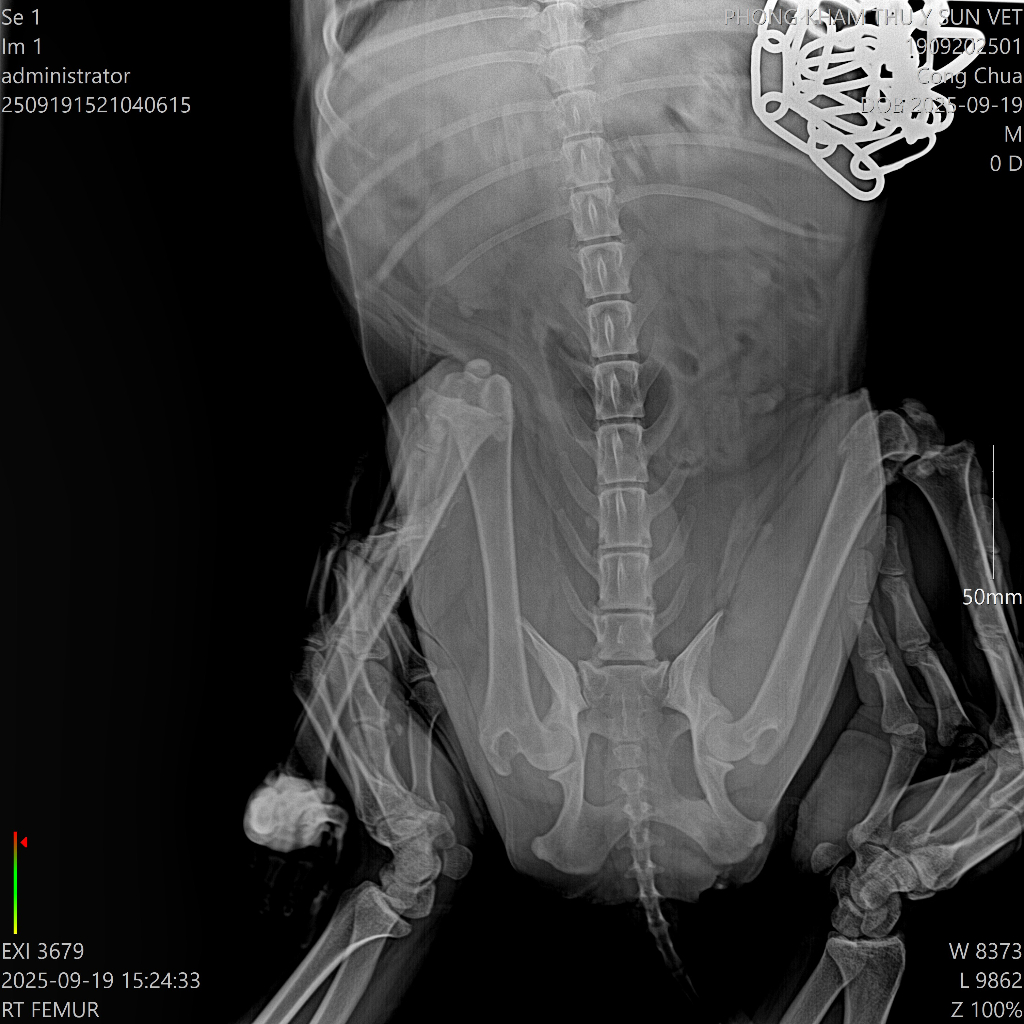 Se 1
Im 1
administrator
2509191521040615
PHONG KHAM THU Y SUN VET
1909202501
Cong Chua
DOB 2025-09-19
M
0 D
50mm
EXI 3679
2025-09-19 15:24:33
RT FEMUR
W 8373
L 9862
Z 100%